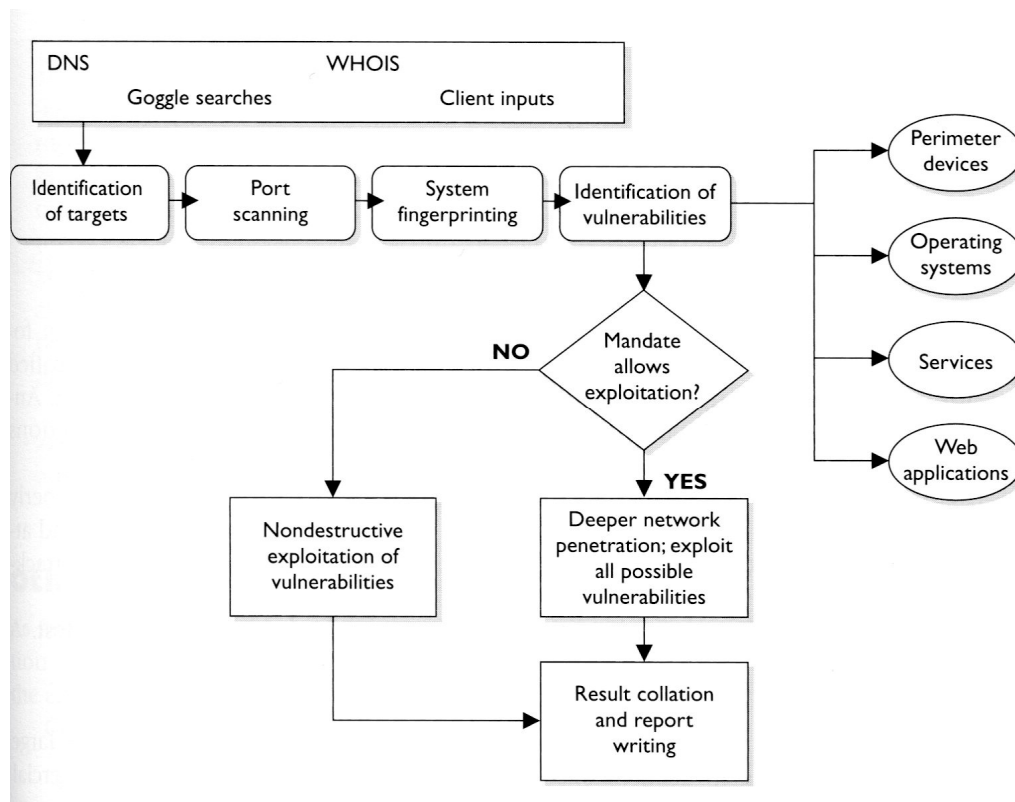 DNS
WHOIS
Goggle searches
Client inputs
Identification
of targets
Port
scanning
System
fingerprinting
Identification of
vulnerabilities
Perimeter
devices
Operating
systems
Services
Web
applications
Mandate
allows
exploitation?
NO
YES
Nondestructive
exploitation of
vulnerabilities
Deeper network
penetration; exploit
all possible
vulnerabilities
Result collation
and report
writing